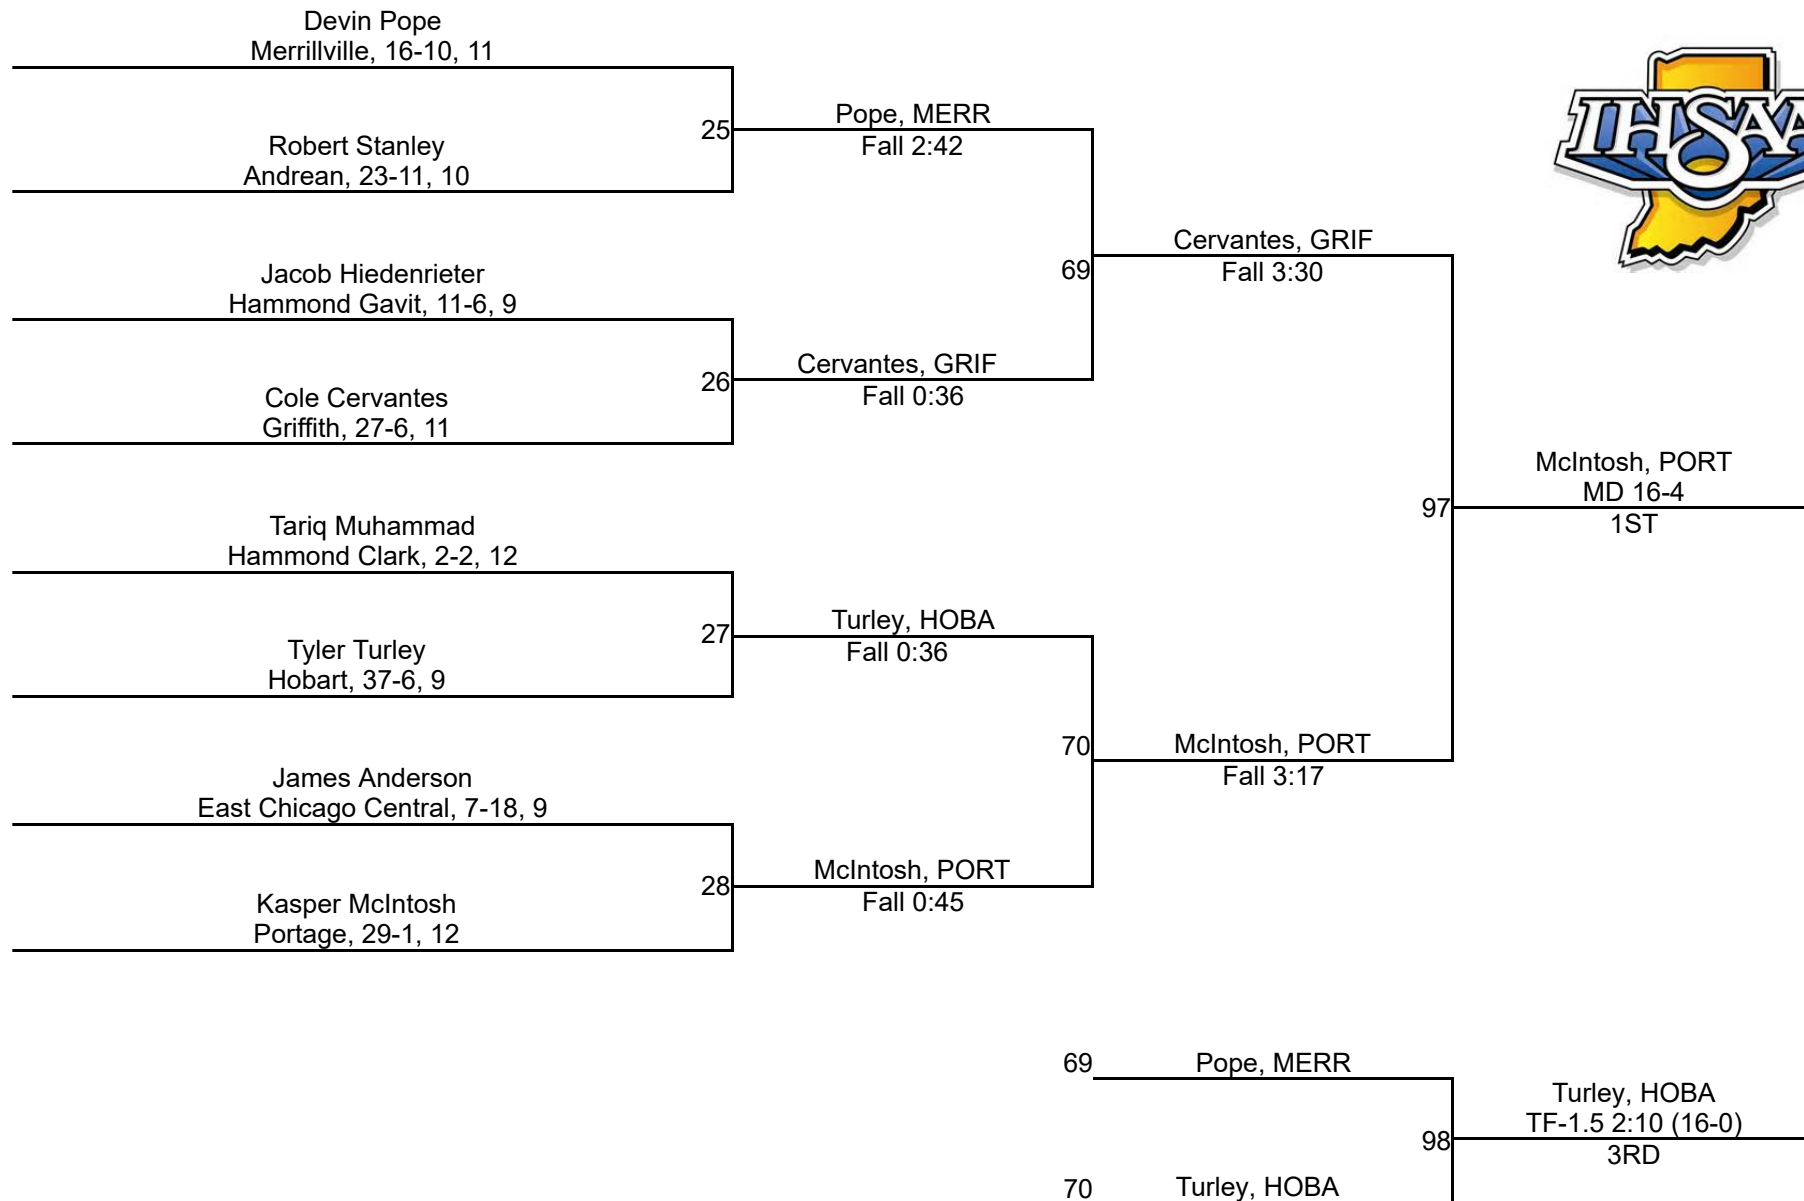 Devin Pope
Merrillville, 16-10, 11
25
Pope, MERR
Fall 2:42
Robert Stanley
Andrean, 23-11, 10
IHSAA
69
Cervantes, GRIF
Fall 3:30
Jacob Hiedenrieter
Hammond Gavit, 11-6, 9
26
Cervantes, GRIF
Fall 0:36
Cole Cervantes
Griffith, 27-6, 11
97
McIntosh, PORT
MD 16-4
1ST
Tariq Muhammad
Hammond Clark, 2-2, 12
27
Turley, HOBA
Fall 0:36
Tyler Turley
Hobart, 37-6, 9
70
McIntosh, PORT
Fall 3:17
James Anderson
East Chicago Central, 7-18, 9
28
McIntosh, PORT
Fall 0:45
Kasper McIntosh
Portage, 29-1, 12
69
Pope, MERR
98
Turley, HOBA
TF-1.5 2:10 (16-0)
3RD
70
Turley, HOBA